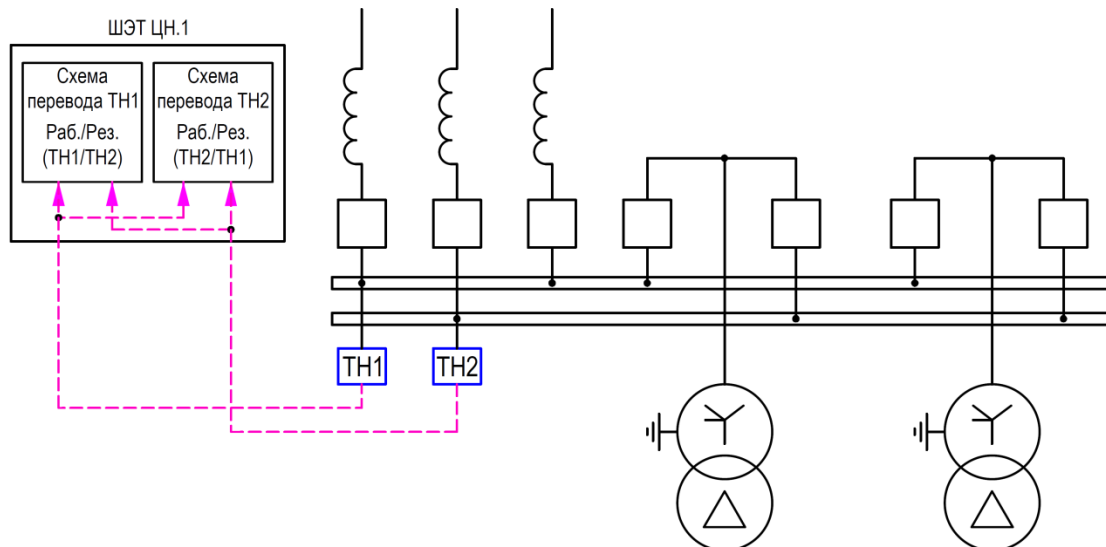 ШЭТ ЦН.1
Схема
перевода ТН1
Раб./Рез.
(ТН1/ТН2)
Схема
перевода ТН2
Раб./Рез.
(ТН2/ТН1)
ТН1
ТН2